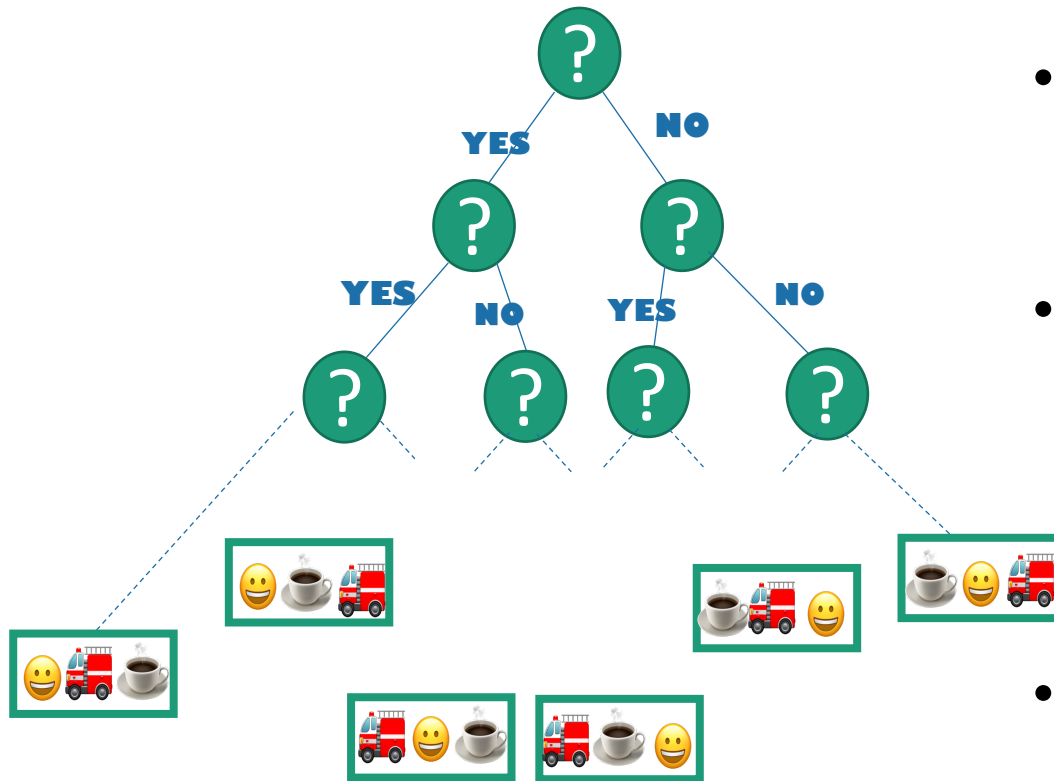 ?
YES NO
? ?
YES NO YES NO
? ? ? ?